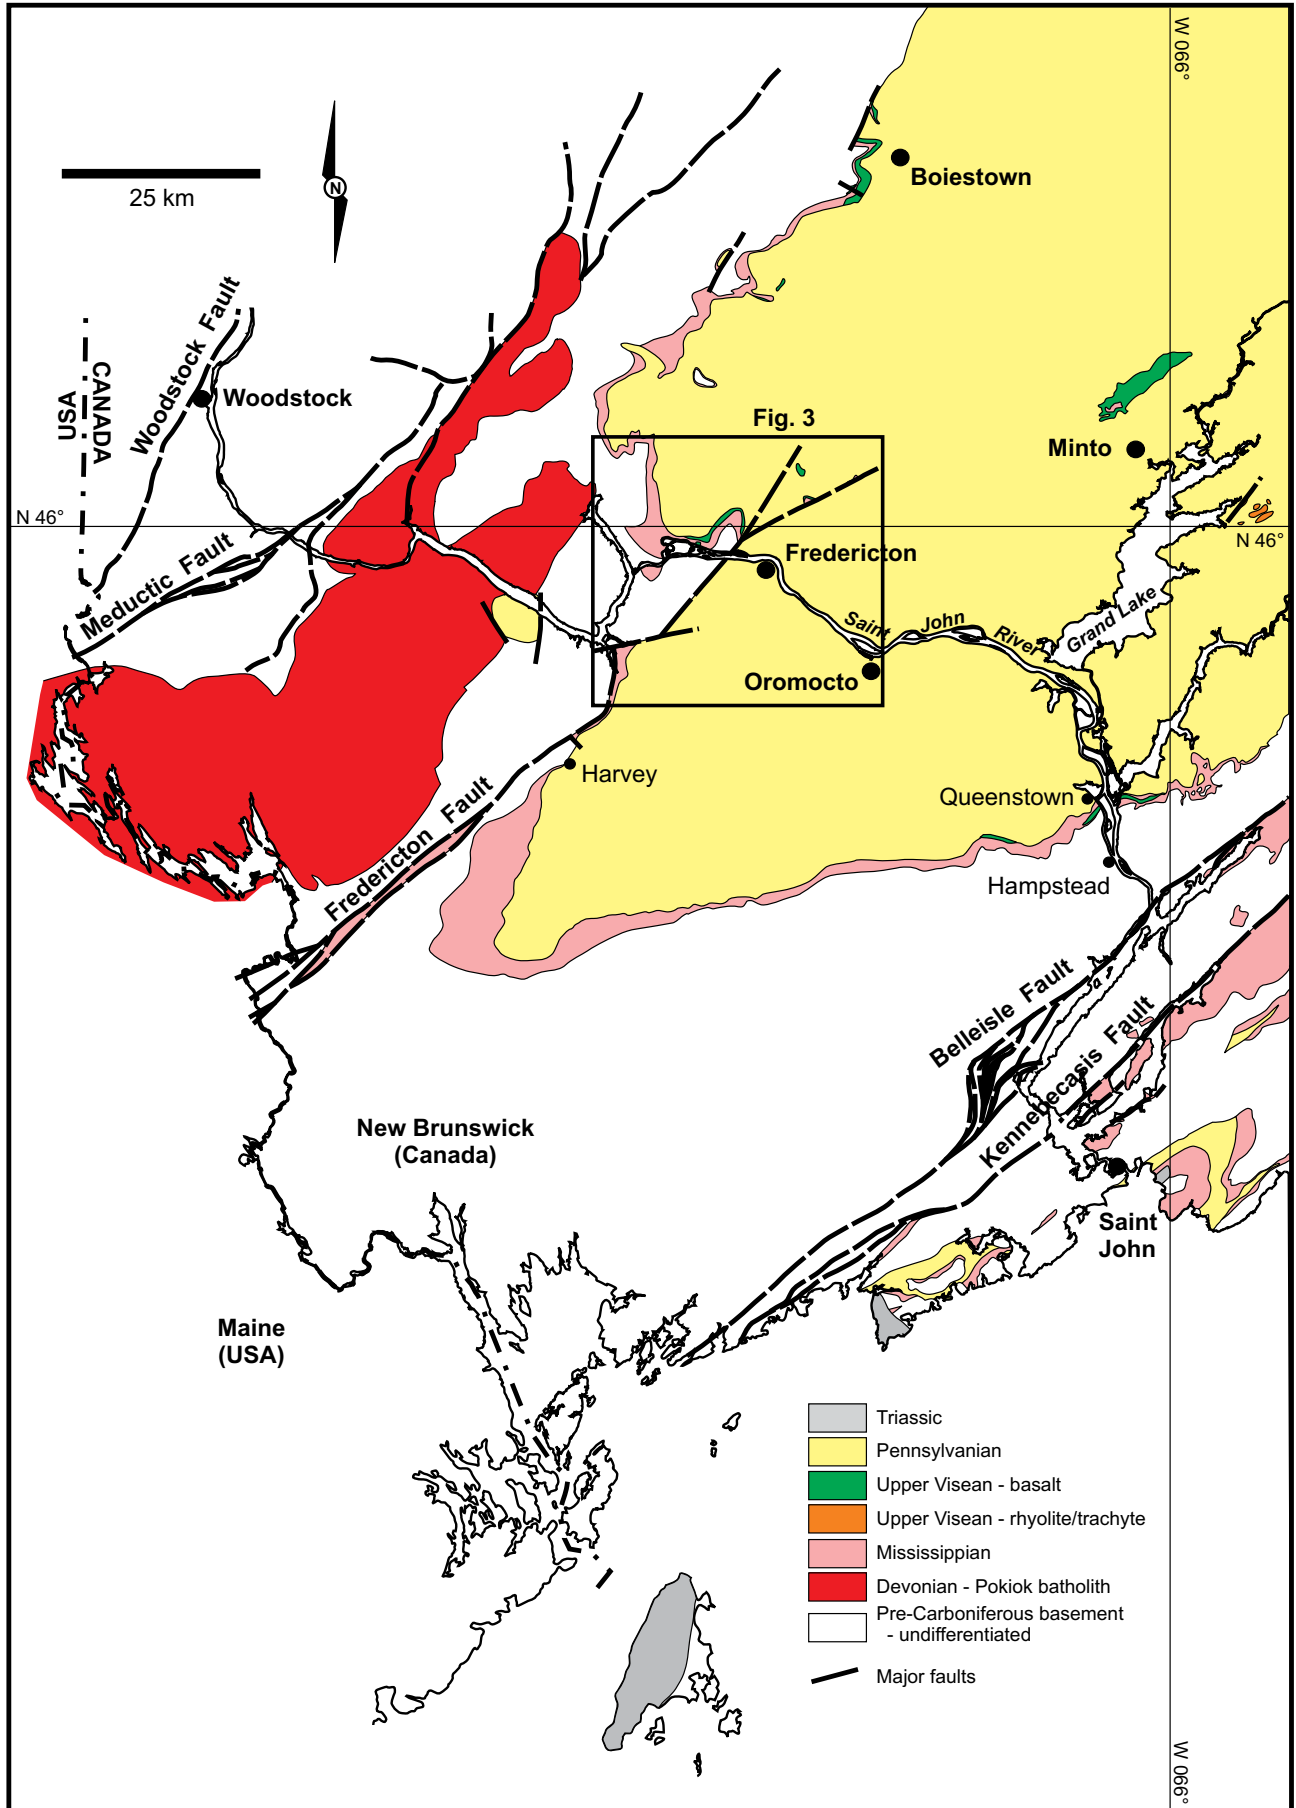 W 066°
Boiestown
25 km
N
Woodstock Fault
USA
CANADA
Woodstock
Fig. 3
Minto
N 46°
N 46°
Meductic Fault
Fredericton
Saint John River
Grand Lake
Oromocto
Harvey
Queenstown
Fredericton Fault
Hampstead
Belleisle Fault
Kennebecasis Fault
New Brunswick
(Canada)
Saint
John
Maine
(USA)
Triassic
Pennsylvanian
Upper Visean - basalt
Upper Visean - rhyolite/trachyte
Mississippian
Devonian - Pokiok batholith
Pre-Carboniferous basement
- undifferentiated
Major faults
W 066°